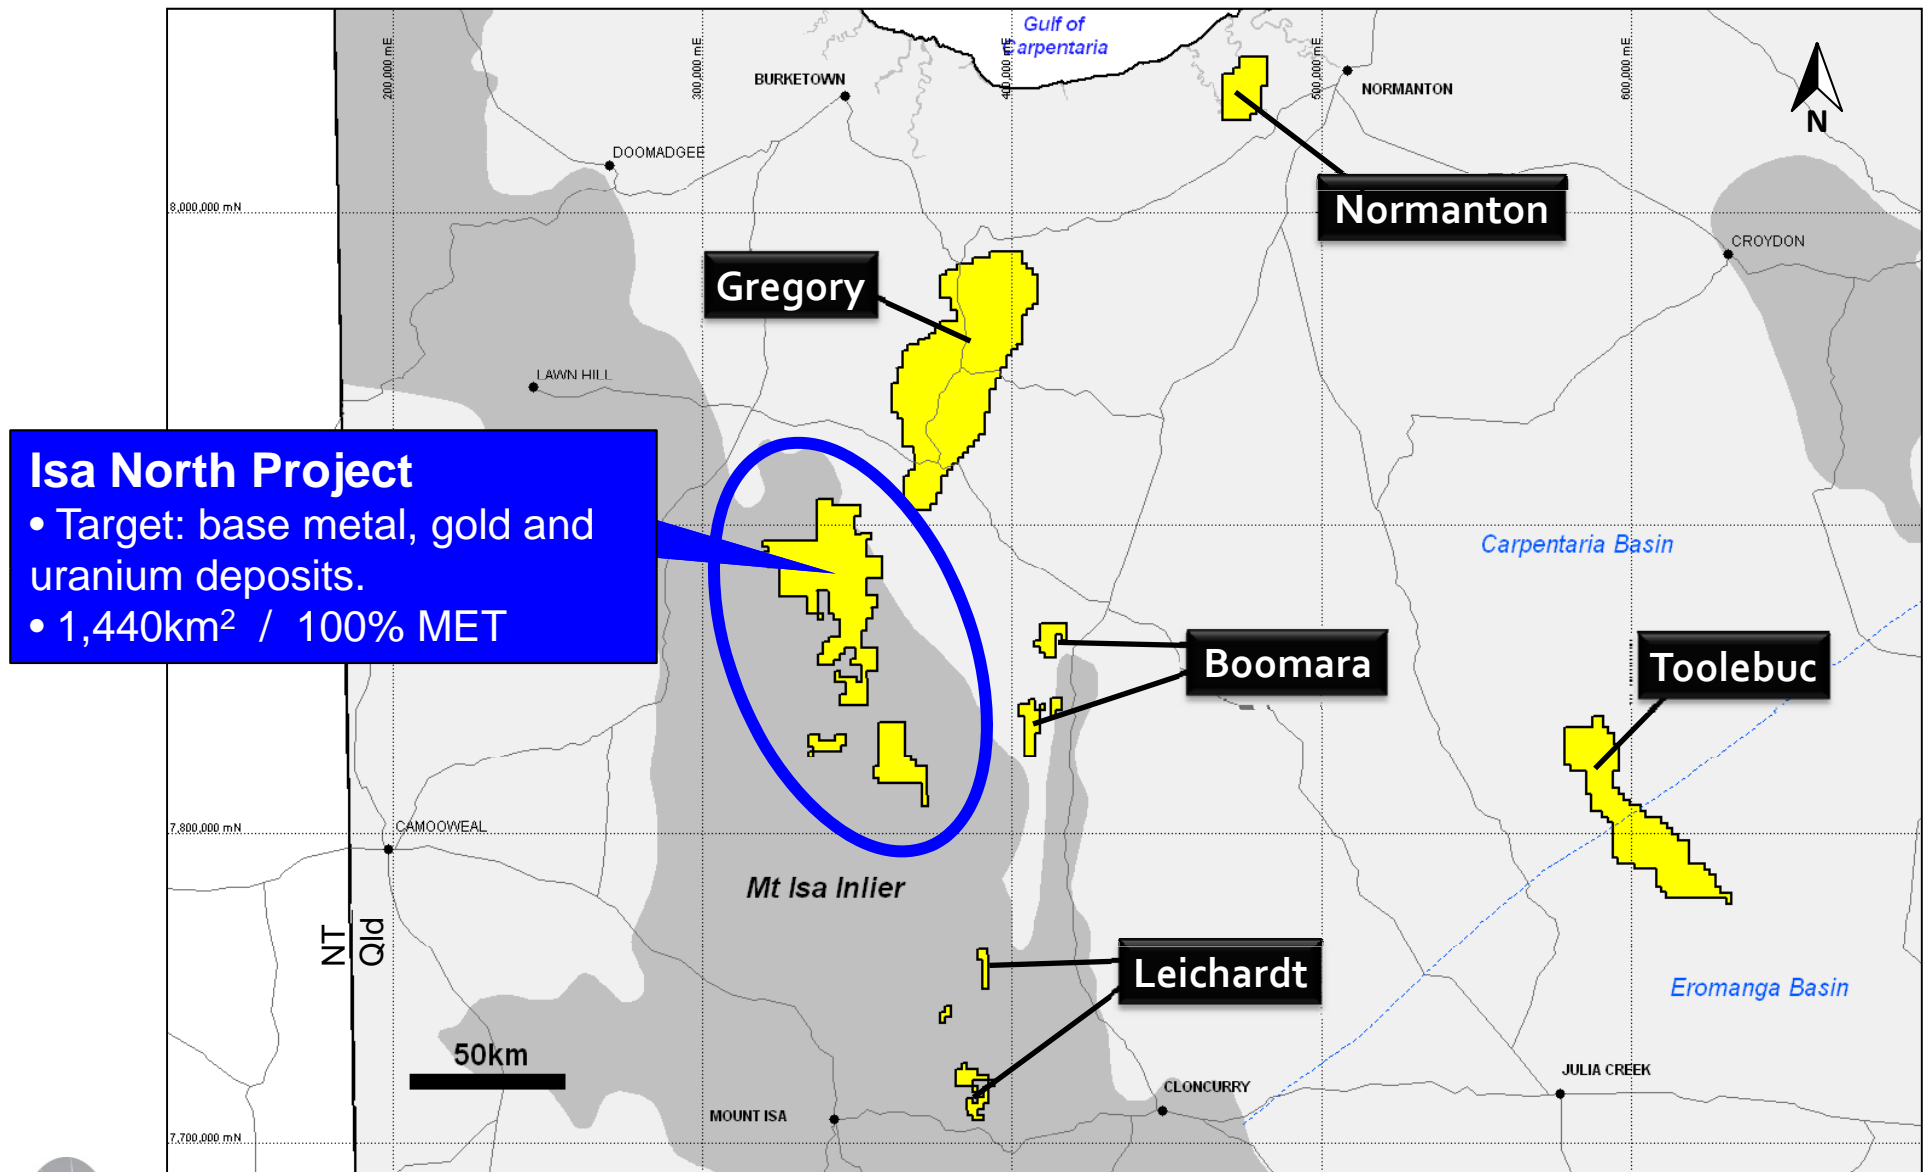 Gulf of
Carpentaria
200,000 mE
300,000 mE
400,000 mE
500,000 mE
600,000 mE
BURKETOWN
NORMANTON
N
DOOMADGEE
8,000,000 mN
Normanton
CROYDON
Gregory
LAWN HILL
Isa North Project
• Target: base metal, gold and
uranium deposits.
• 1,440km² / 100% MET
Carpentaria Basin
Boomara
Toolebuc
7,800,000 mN
CAMOOWEAL
Mt Isa Inlier
NT
Qld
Leichardt
Eromanga Basin
50km
JULIA CREEK
CLONCURRY
MOUNT ISA
7,700,000 mN